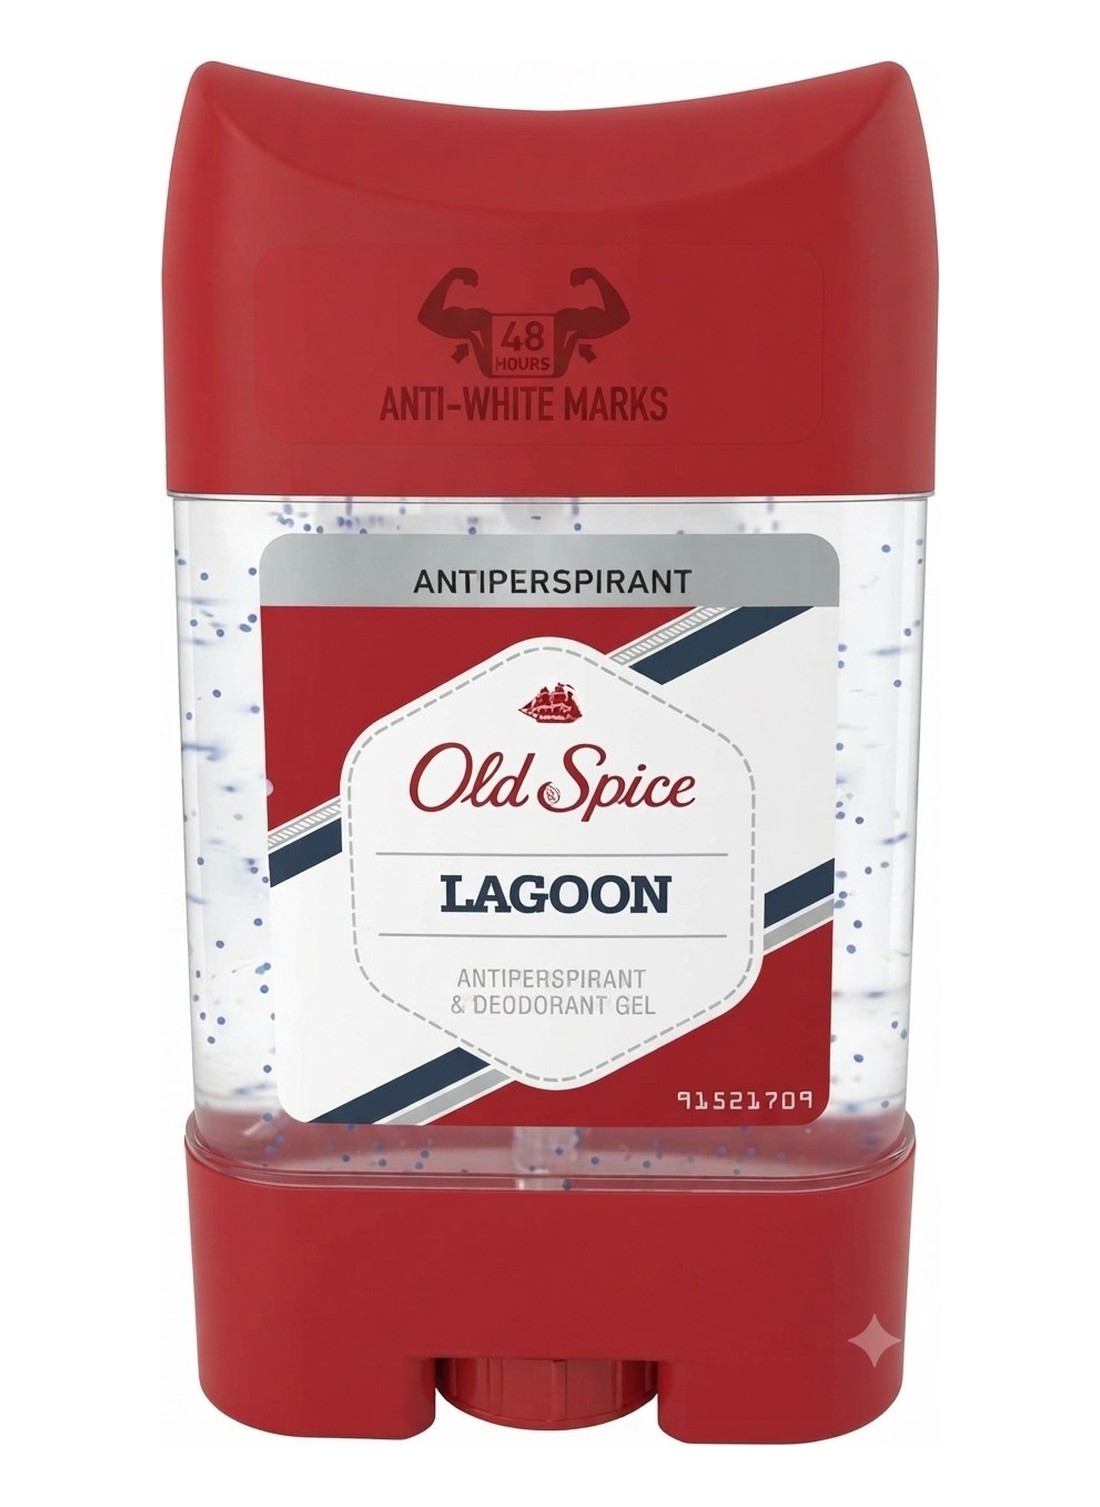 48
HOURS
ANTI-WHITE MARKS
ANTIPERSPIRANT
Old Spice
LAGOON
ANTIPERSPIRANT
& DEODORANT GEL
91521709